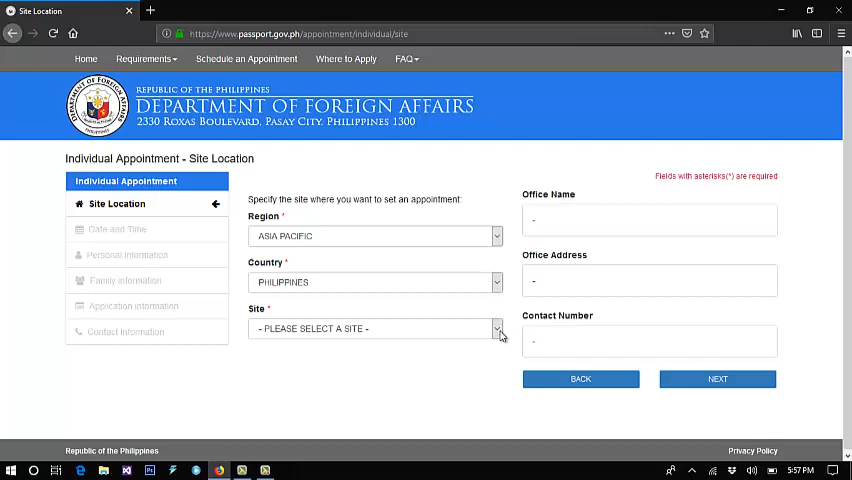 Site Location
https://www.passport.gov.ph/appointment/individual/site
Home
Requirements
Schedule an Appointment
Where to Apply
FAQ
REPUBLIC OF THE PHILIPPINES
DEPARTMENT OF FOREIGN AFFAIRS
2330 ROXAS BOULEVARD, PASAY CITY, PHILIPPINES 1300
Individual Appointment - Site Location
Fields with asterisks(*) are required
Individual Appointment
Site Location
Date and Time
Personal Information
Family Information
Application Information
Contact Information
Specify the site where you want to set an appointment:
Region *
ASIA PACIFIC
Country *
PHILIPPINES
Site *
- PLEASE SELECT A SITE -
Office Name
-
Office Address
-
Contact Number
-
BACK
NEXT
Republic of the Philippines
Privacy Policy
5:57 PM